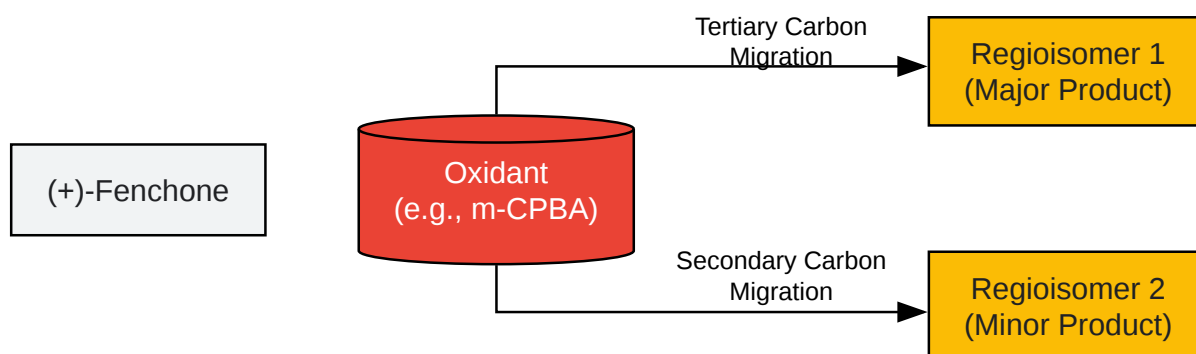 Tertiary Carbon
Migration
Regioisomer 1
(Major Product)
(+)-Fenchone
Oxidant
(e.g., m-CPBA)
Secondary Carbon
Migration
Regioisomer 2
(Minor Product)